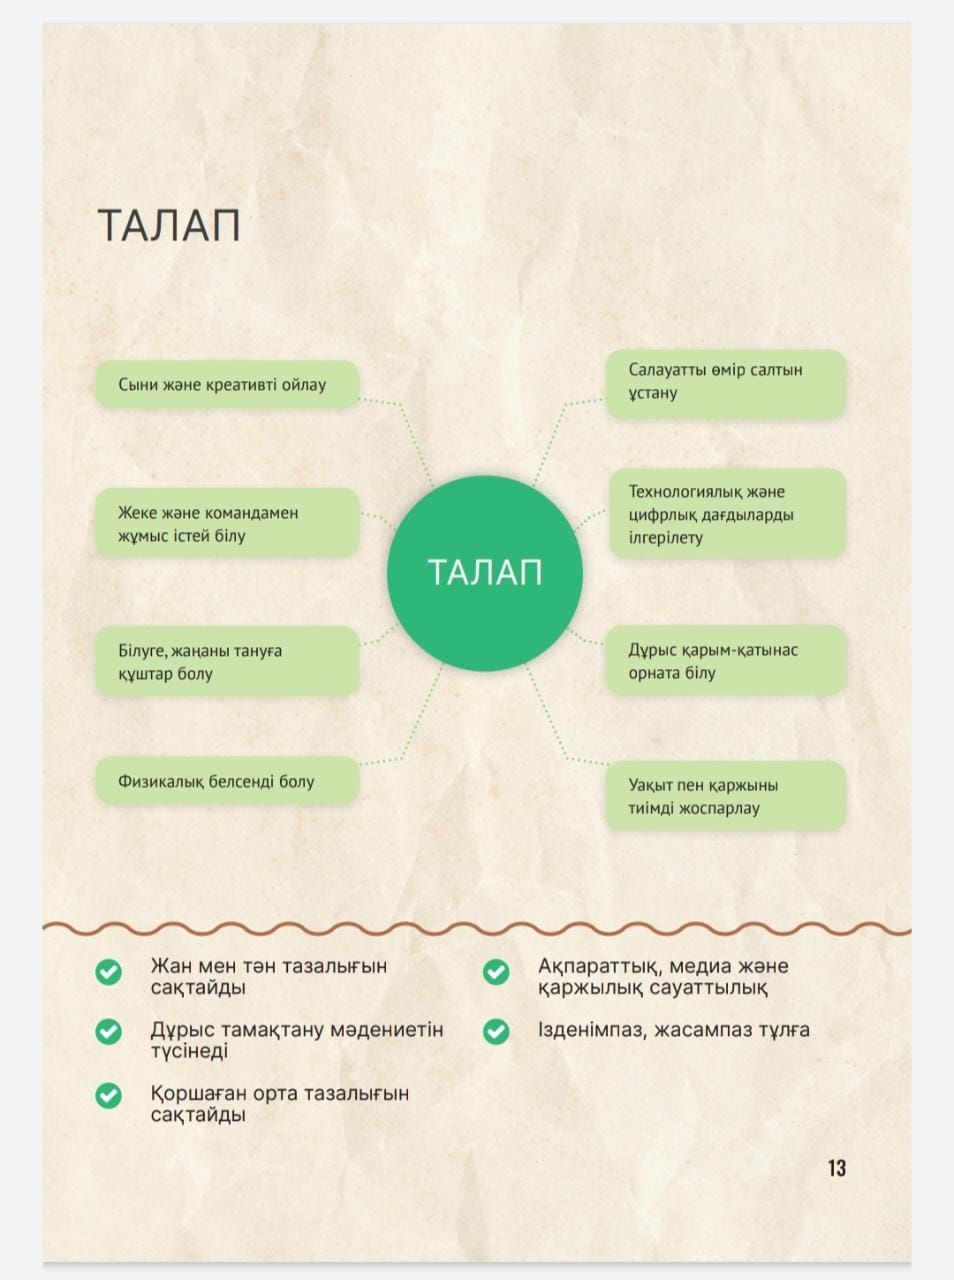 ТАЛАП
Сыни және креативті ойлау
Жеке және командамен
жұмыс істей білу
Білуге, жаңаны тануға
құштар болу
Физикалық белсенді болу
ТАЛАП
Салауатты өмір салтын
ұстану
Технологиялық және
цифрлық дағдыларды
ілгерілету
Дұрыс қарым-қатынас
орната білу
Уақыт пен қаржыны
тиімді жоспарлау
Жан мен тән тазалығын
сақтайды
Дұрыс тамақтану мәдениетін
түсінеді
Қоршаған орта тазалығын
сақтайды
Ақпараттық, медиа және
қаржылық сауаттылық
Ізденімпаз, жасампаз тұлға
13